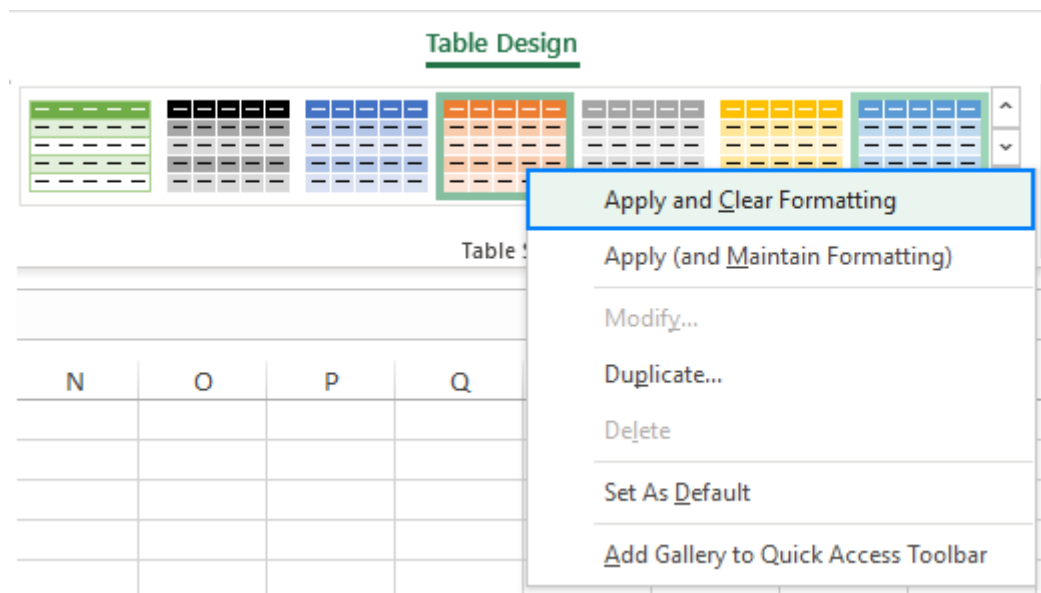 Table Design
Apply and Clear Formatting
Table
Apply (and Maintain Formatting)
Modify...
N O P Q
Duplicate...
Delete
Set As Default
Add Gallery to Quick Access Toolbar